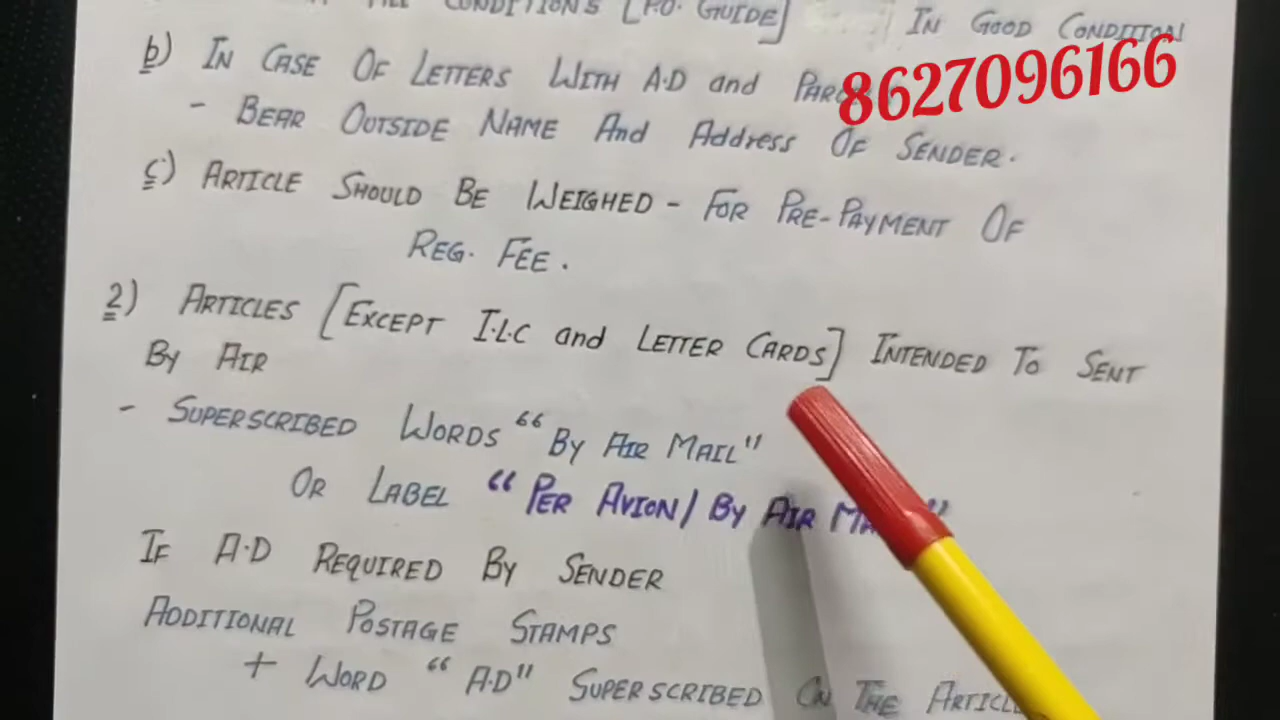 CONDITIONS [P.O. GUIDE] IN GOOD CONDITION
b) IN CASE OF LETTERS WITH A.D and
8627096166
- BEAR OUTSIDE NAME And Address OF SENDER.
c) ARTICLE SHOULD BE WEIGHED - FOR PRE-PAYMENT OF
REG. FEE.
2) ARTICLES [EXCEPT I.L.C and LETTER CARDS] INTENDED TO SENT
By AIR
- SUPERSCRIBED WORDS "By AIR MAIL"
OR LABEL "PER AVION/By AIR
IF A.D REQUIRED By SENDER
ADDITIONAL POSTAGE STAMPS
+ WORD "A.D" SUPERSCRIBED ON THE